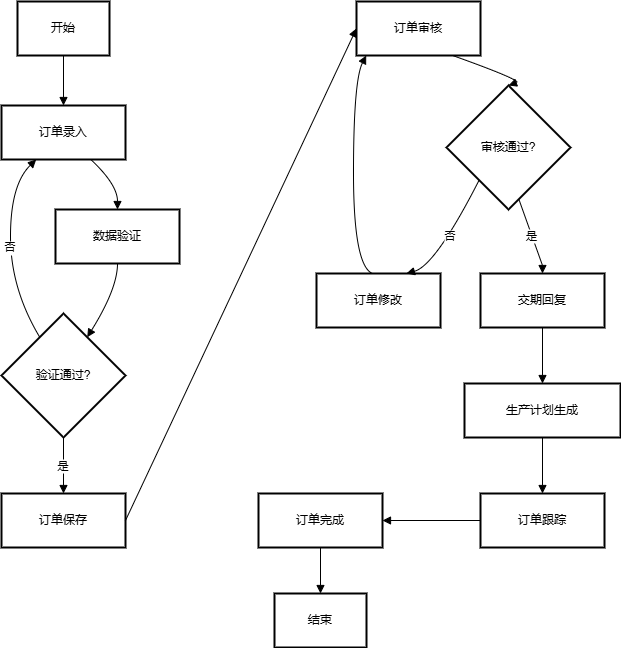 开始
订单录入
数据验证
否
验证通过?
是
订单保存
订单审核
审核通过?
否
是
订单修改
交期回复
生产计划生成
订单跟踪
订单完成
结束